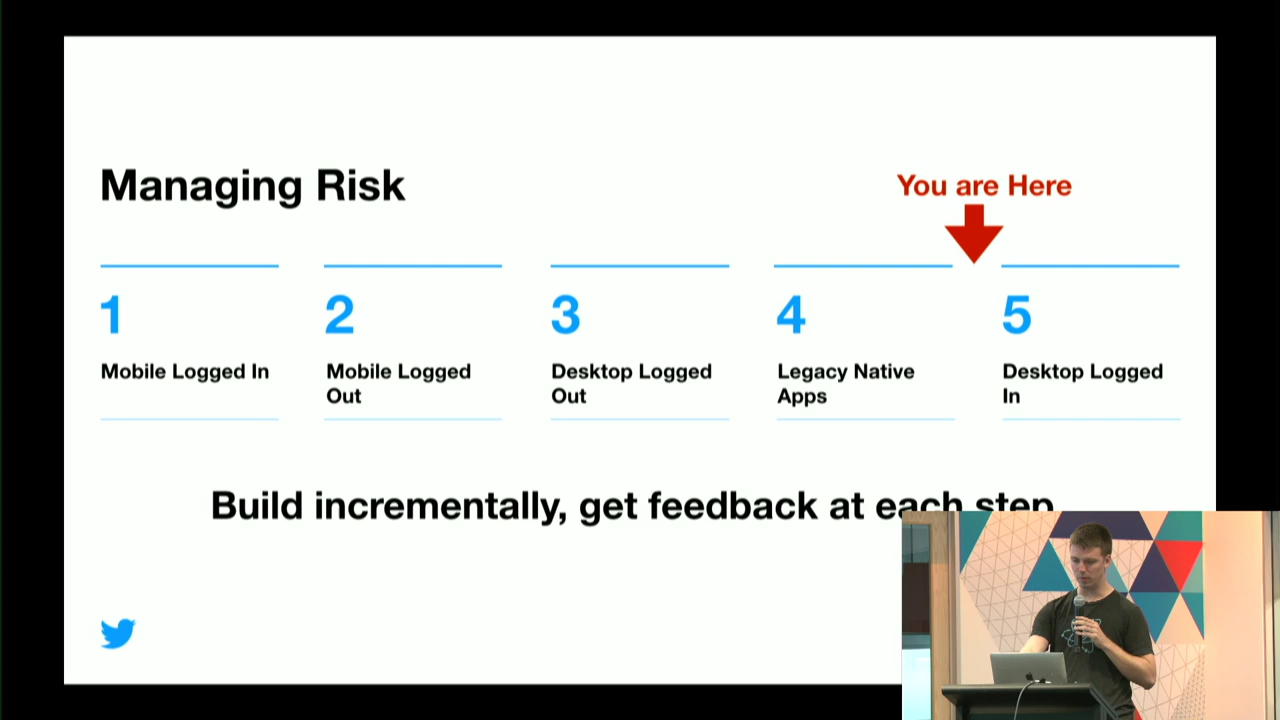 Managing Risk
You are Here
1
2
3
4
5
Mobile Logged In
Mobile Logged
Out
Desktop Logged
Out
Legacy Native
Apps
Desktop Logged
In
Build incrementally, get feedback at each step